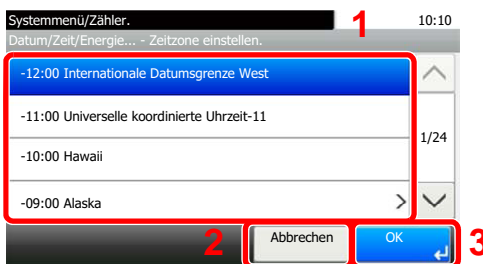 Systemmenü/Zähler. 1 10:10
Datum/Zeit/Energie... - Zeitzone einstellen.
-12:00 Internationale Datumsgrenze West
-11:00 Universelle koordinierte Uhrzeit-11
1/24
-10:00 Hawaii
-09:00 Alaska
2 Abbrechen OK 3